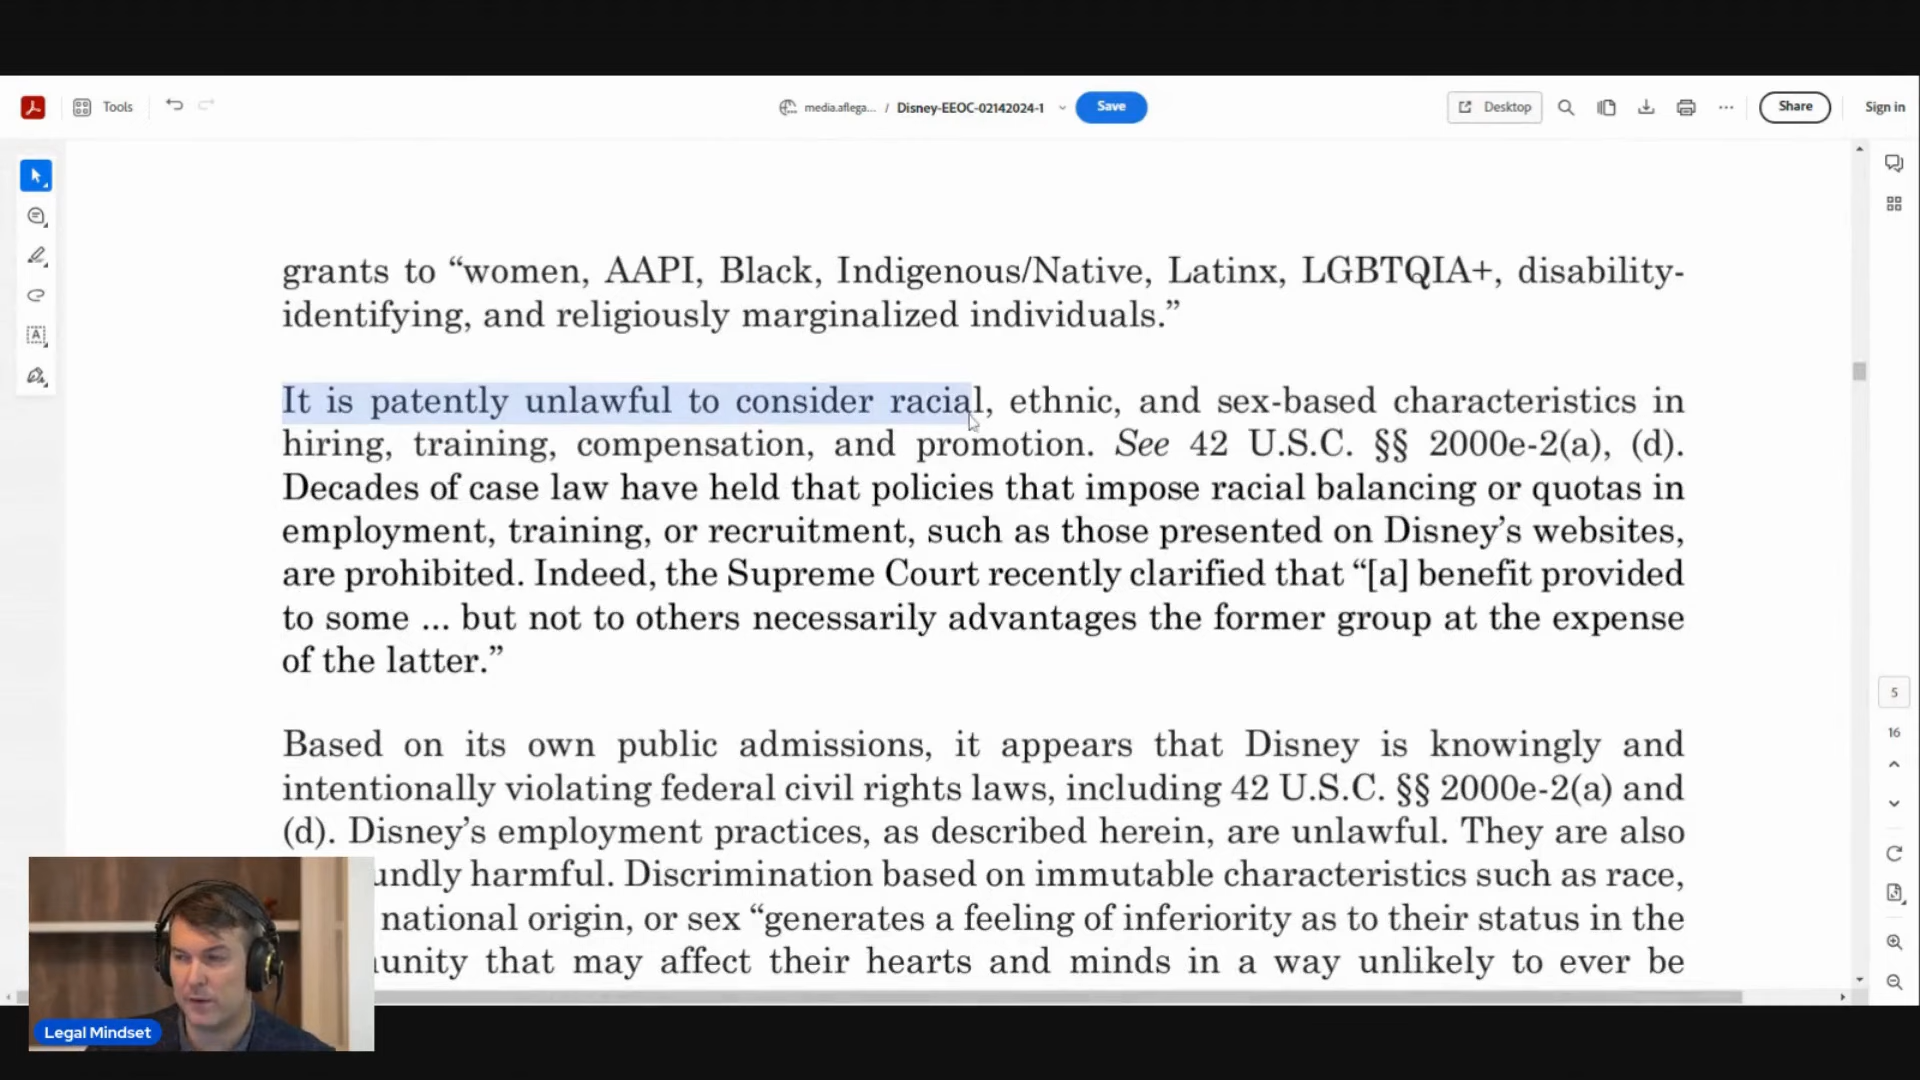 Tools
media.aflega... / Disney-EEOC-02142024-1
Save
Desktop
Share
Sign in
grants to “women, AAPI, Black, Indigenous/Native, Latinx, LGBTQIA+, disability-
identifying, and religiously marginalized individuals.”
It is patently unlawful to consider racial, ethnic, and sex-based characteristics in
hiring, training, compensation, and promotion. See 42 U.S.C. §§ 2000e-2(a), (d).
Decades of case law have held that policies that impose racial balancing or quotas in
employment, training, or recruitment, such as those presented on Disney’s websites,
are prohibited. Indeed, the Supreme Court recently clarified that “[a] benefit provided
to some ... but not to others necessarily advantages the former group at the expense
of the latter.”
Based on its own public admissions, it appears that Disney is knowingly and
intentionally violating federal civil rights laws, including 42 U.S.C. §§ 2000e-2(a) and
(d). Disney’s employment practices, as described herein, are unlawful. They are also
undly harmful. Discrimination based on immutable characteristics such as race,
national origin, or sex “generates a feeling of inferiority as to their status in the
unity that may affect their hearts and minds in a way unlikely to ever be
5
16
Legal Mindset